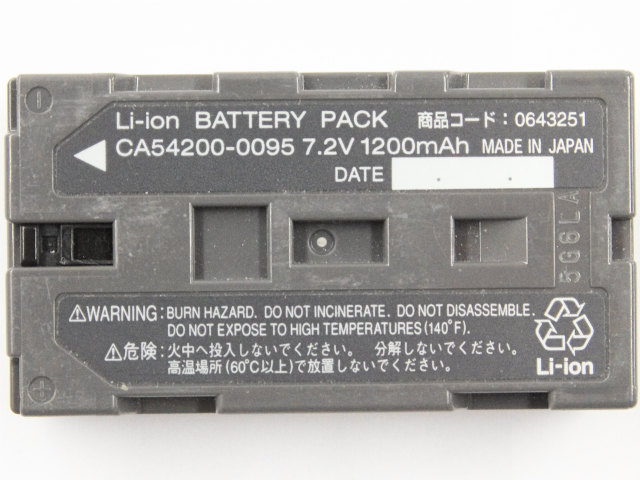 Li-ion BATTERY PACK 商品コード：0643251
CA54200-0095 7.2V 1200mAh MADE IN JAPAN
DATE . .
5G6LA
⚠WARNING: BURN HAZARD. DO NOT INCINERATE. DO NOT DISASSEMBLE.
DO NOT EXPOSE TO HIGH TEMPERATURES (140°F).
⚠危険：火中へ投入しないでください。 分解しないでください。
高温場所(60℃以上)で放置しないでください。
Li-ion